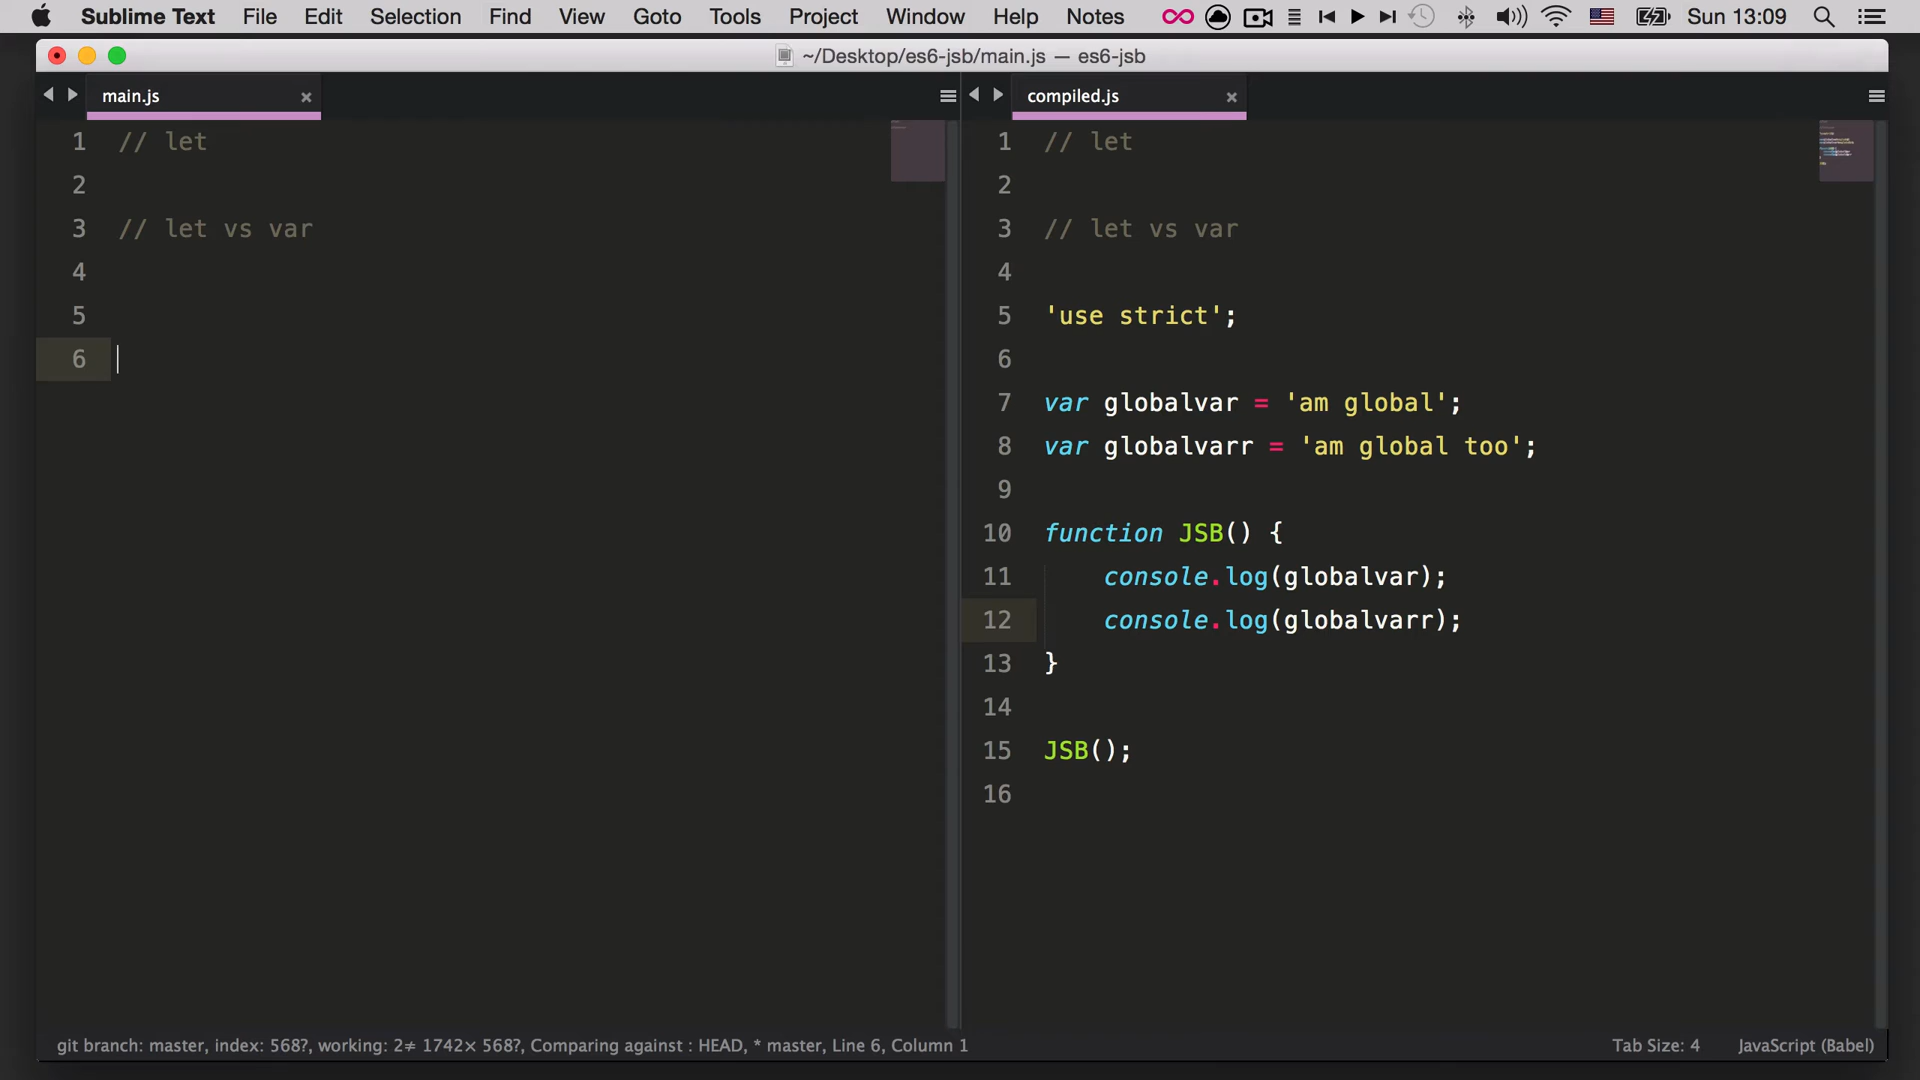 Sublime Text File Edit Selection Find View Goto Tools Project Window Help Notes Sun 13:09
~/Desktop/es6-jsb/main.js — es6-jsb
main.js
1 // let
2
3 // let vs var
4
5
6
compiled.js
1 // let
2
3 // let vs var
4
5 'use strict';
6
7 var globalvar = 'am global';
8 var globalvarr = 'am global too';
9
10 function JSB() {
11 console.log(globalvar);
12 console.log(globalvarr);
13 }
14
15 JSB();
16
git branch: master, index: 568?, working: 2≠ 1742× 568?, Comparing against : HEAD, * master, Line 6, Column 1 Tab Size: 4 JavaScript (Babel)